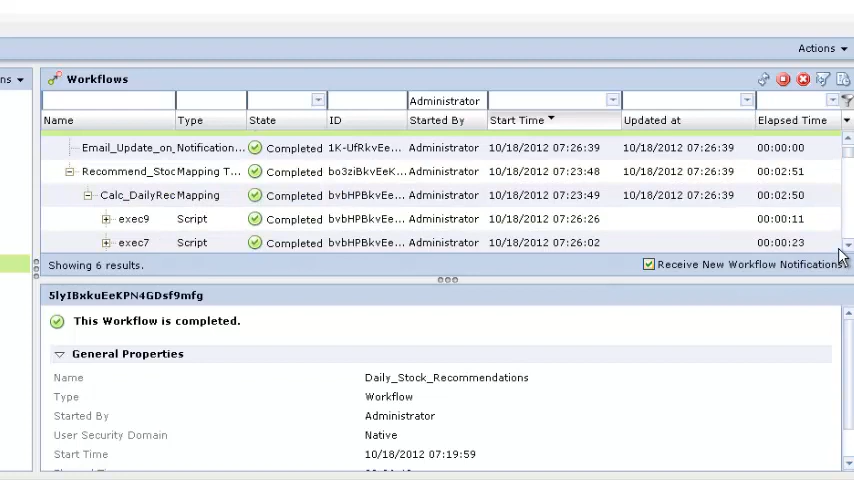 Actions
ns
Workflows
Administrator
Name Type State ID Started By Start Time Updated at Elapsed Time
Email_Update_on_ Notification... Completed 1K-UfRkvEe... Administrator 10/18/2012 07:26:39 10/18/2012 07:26:39 00:00:00
Recommend_Stoc Mapping T... Completed bo3ziBkvEeK... Administrator 10/18/2012 07:23:48 10/18/2012 07:26:39 00:02:51
Calc_DailyRec Mapping Completed bvbHPBkvEe... Administrator 10/18/2012 07:23:49 10/18/2012 07:26:39 00:02:50
exec9 Script Completed bvbHPBkvEe... Administrator 10/18/2012 07:26:26 00:00:11
exec7 Script Completed bvbHPBkvEe... Administrator 10/18/2012 07:26:02 00:00:23
Showing 6 results. Receive New Workflow Notifications
This Workflow is completed.
General Properties
Name Daily_Stock_Recommendations
Type Workflow
Started By Administrator
User Security Domain Native
Start Time 10/18/2012 07:19:59